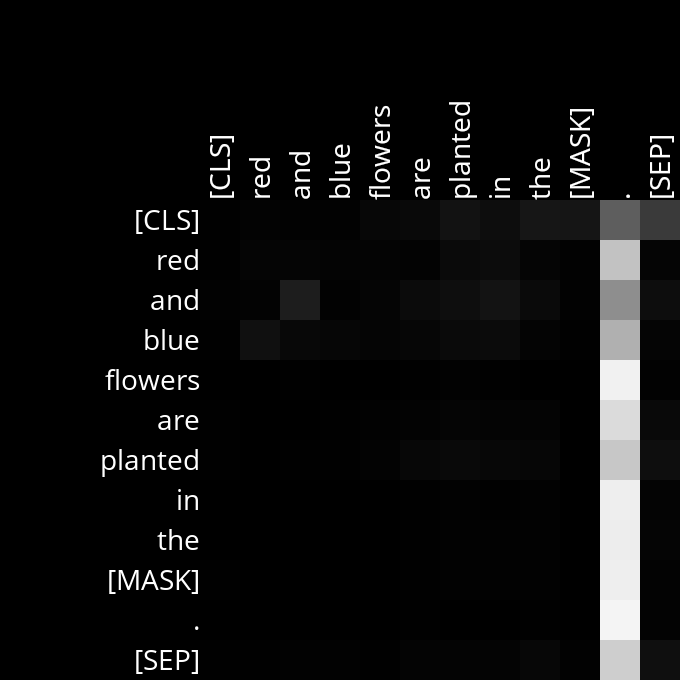 [CLS] red and blue flowers are planted in the [MASK] . [SEP]
[CLS]
red
and
blue
flowers
are
planted
in
the
[MASK]
.
[SEP]